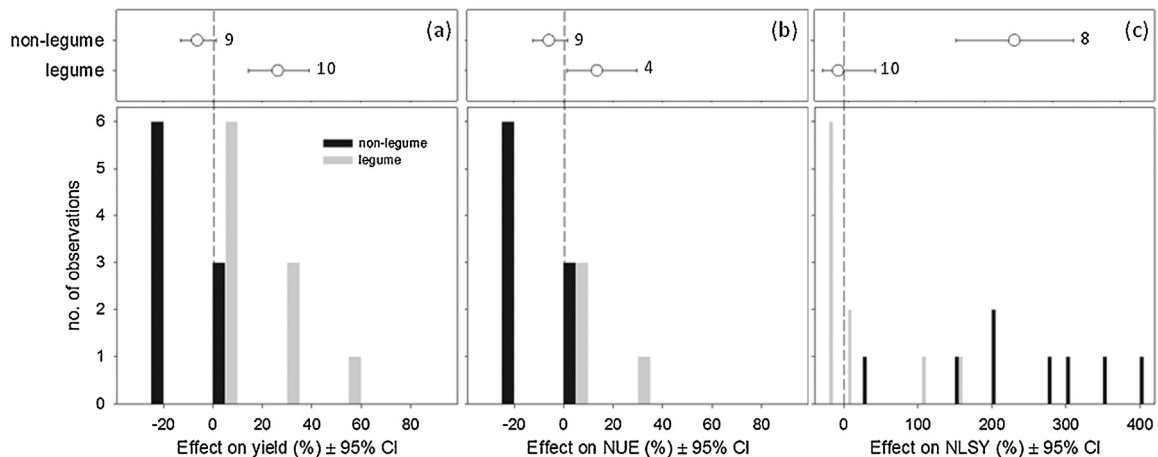 (a) (b) (c)
non-legume 9 9 8
legume 10 4 10
6
5
4
3
2
1
0
no. of observations
non-legume
legume
-20 0 20 40 60 80
-20 0 20 40 60 80
0 100 200 300 400
Effect on yield (%) ± 95% CI
Effect on NUE (%) ± 95% CI
Effect on NLSY (%) ± 95% CI